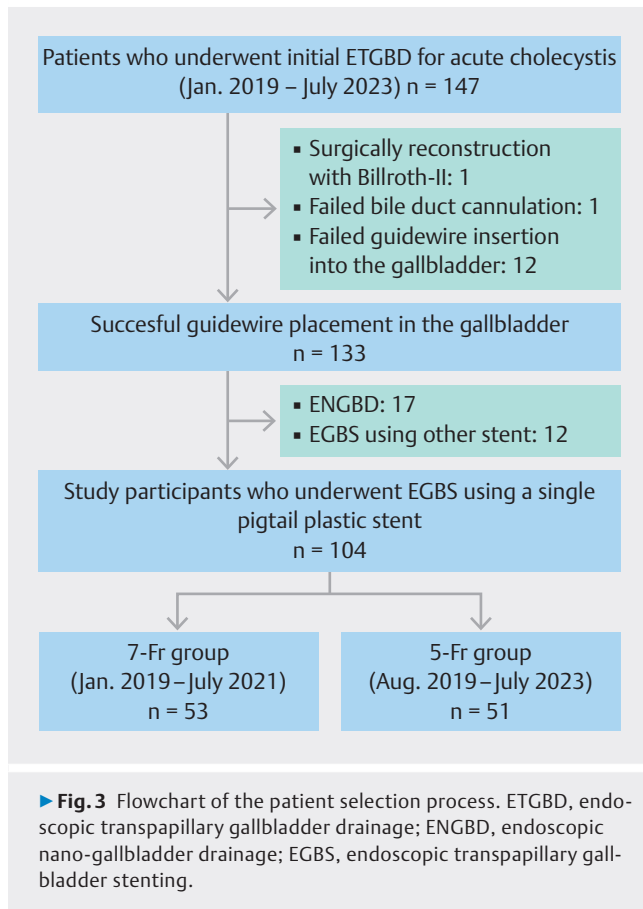 Patients who underwent initial ETGBD for acute cholecystis
(Jan. 2019 – July 2023) n = 147
▪ Surgically reconstruction
with Billroth-II: 1
▪ Failed bile duct cannulation: 1
▪ Failed guidewire insertion
into the gallbladder: 12
Succesful guidewire placement in the gallbladder
n = 133
▪ ENGBD: 17
▪ EGBS using other stent: 12
Study participants who underwent EGBS using a single
pigtail plastic stent
n = 104
7-Fr group
(Jan. 2019 – July 2021)
n = 53
5-Fr group
(Aug. 2019 – July 2023)
n = 51
▶ Fig. 3 Flowchart of the patient selection process. ETGBD, endo-
scopic transpapillary gallbladder drainage; ENGBD, endoscopic
nano-gallbladder drainage; EGBS, endoscopic transpapillary gall-
bladder stenting.